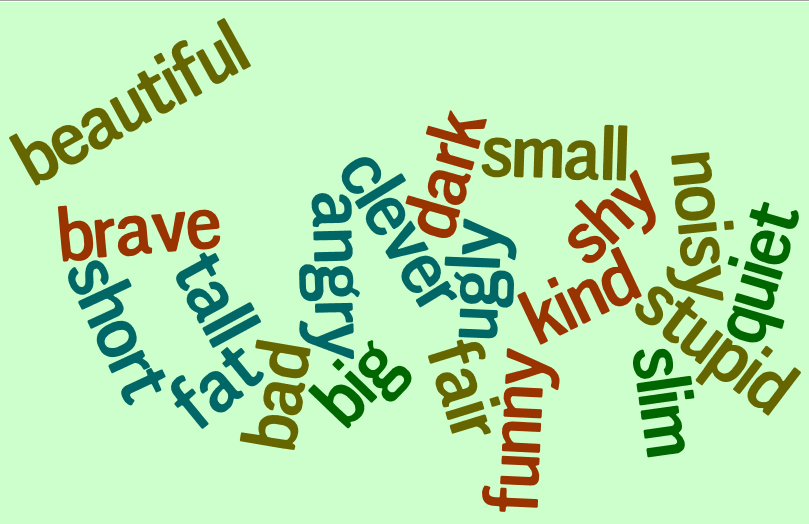 beautiful
dark
small
clever
noisy
shy
brave
angry
ugly
quiet
short
tall
kind
stupid
fat
bad
big
fair
funny
slim